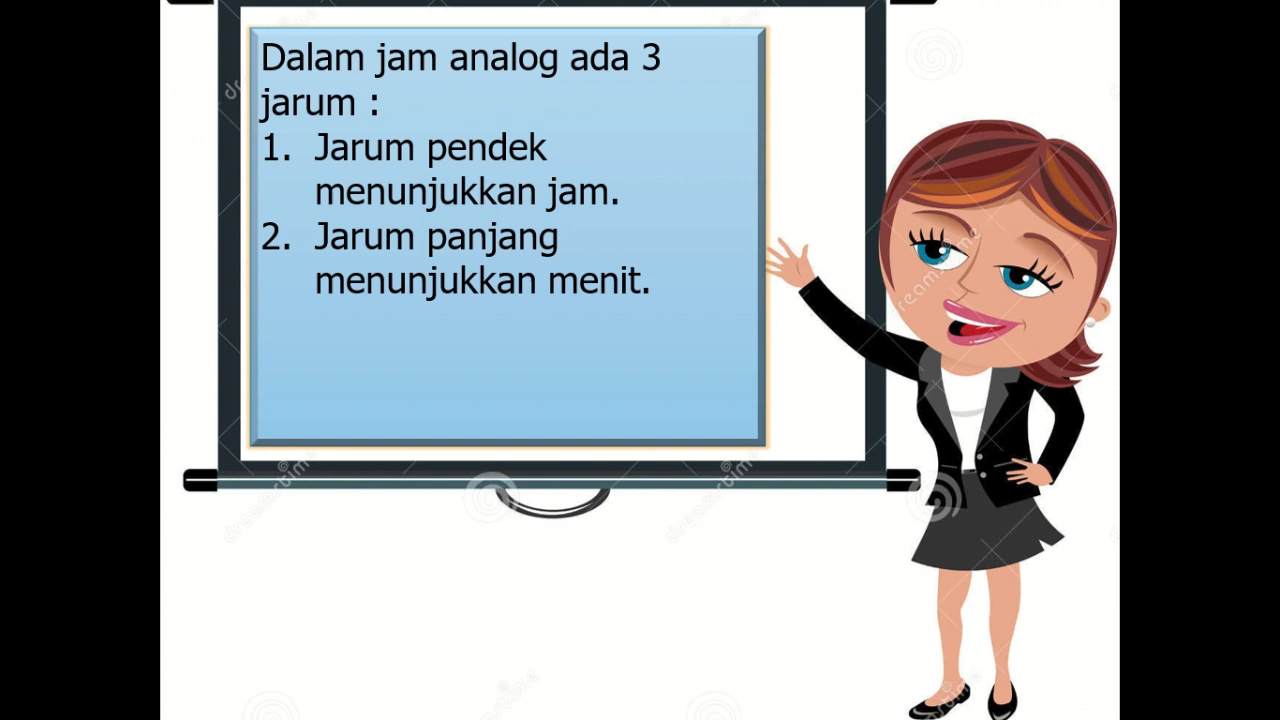 Dalam jam analog ada 3
jarum :
1. Jarum pendek
menunjukkan jam.
2. Jarum panjang
menunjukkan menit.